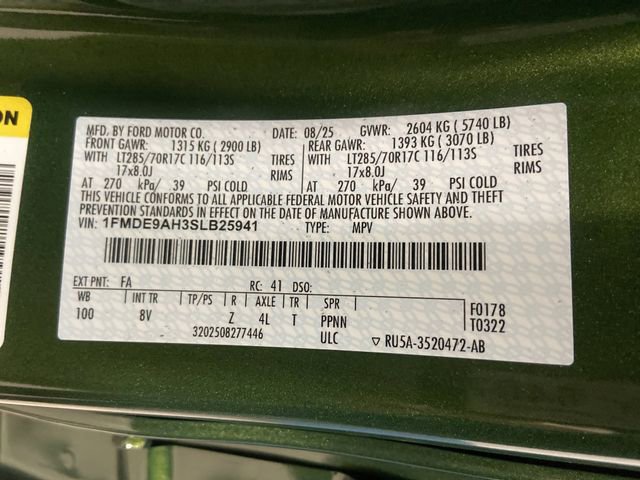 ON
MFD. BY FORD MOTOR CO. DATE: 08/25 GVWR: 2604 KG ( 5740 LB)
FRONT GAWR: 1315 KG ( 2900 LB) REAR GAWR: 1393 KG ( 3070 LB)
WITH LT285/70R17C 116/113S TIRES WITH LT285/70R17C 116/113S TIRES
17x8.0J RIMS 17x8.0J RIMS
AT 270 kPa/ 39 PSI COLD AT 270 kPa/ 39 PSI COLD
THIS VEHICLE CONFORMS TO ALL APPLICABLE FEDERAL MOTOR VEHICLE SAFETY AND THEFT
PREVENTION STANDARDS IN EFFECT ON THE DATE OF MANUFACTURE SHOWN ABOVE.
VIN: 1FMDE9AH3SLB25941 TYPE: MPV
EXT PNT: FA RC: 41 DSO:
WB INT TR TP/PS R AXLE TR SPR F0178
100 8V Z 4L T PPNN T0322
3202508277446 ULC ▽ RU5A-3520472-AB